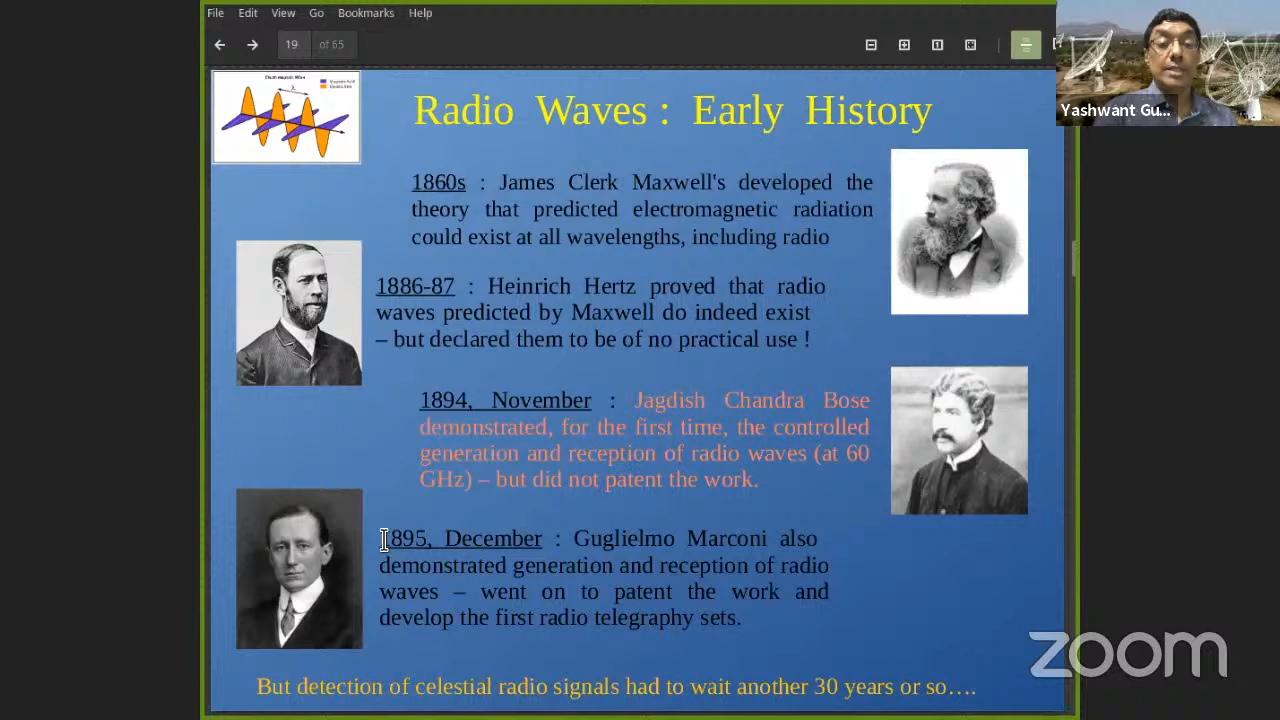 File Edit View Go Bookmarks Help
19 of 65
Yashwant Gu...
Radio Waves : Early History
λ
1860s : James Clerk Maxwell's developed the
theory that predicted electromagnetic radiation
could exist at all wavelengths, including radio
1886-87 : Heinrich Hertz proved that radio
waves predicted by Maxwell do indeed exist
– but declared them to be of no practical use !
1894, November : Jagdish Chandra Bose
demonstrated, for the first time, the controlled
generation and reception of radio waves (at 60
GHz) – but did not patent the work.
1895, December : Guglielmo Marconi also
demonstrated generation and reception of radio
waves – went on to patent the work and
develop the first radio telegraphy sets.
zoom
But detection of celestial radio signals had to wait another 30 years or so….